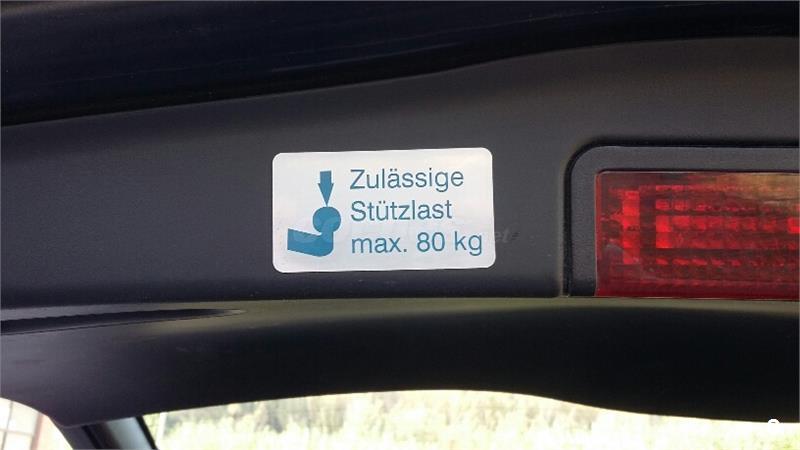 Zulässige
Stützlast
max. 80 kg